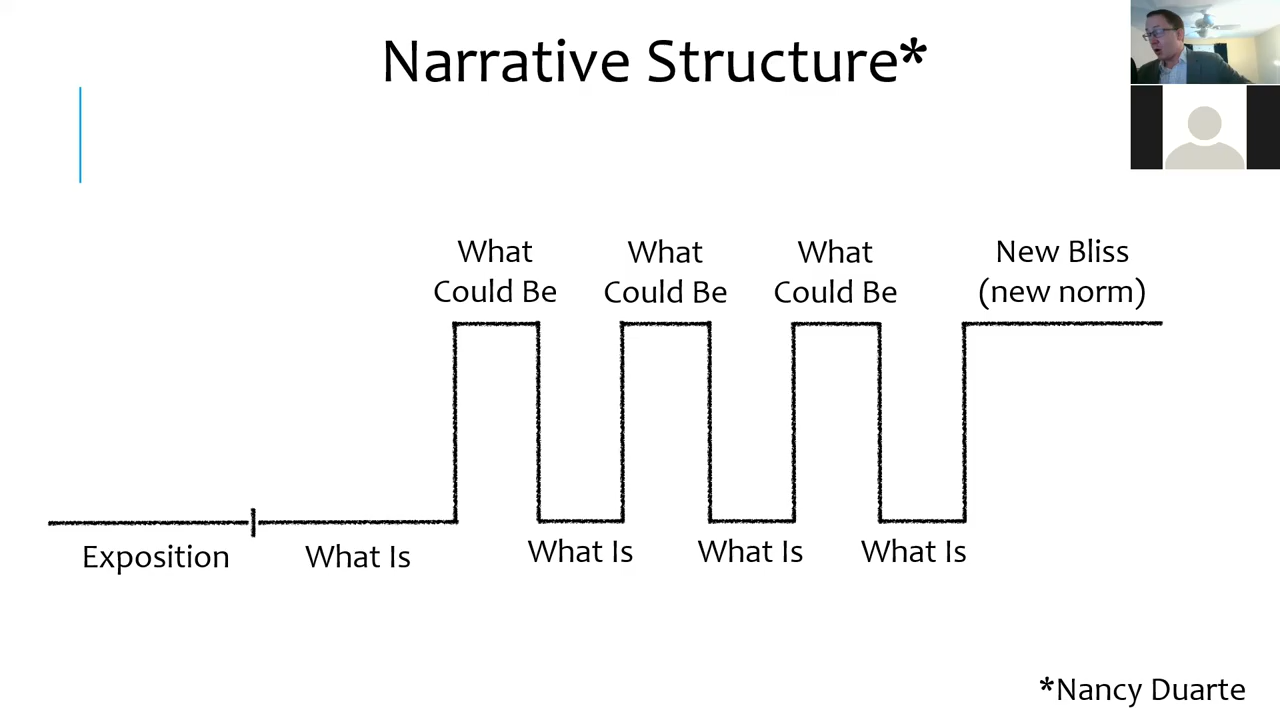 Narrative Structure*
What
Could Be
What
Could Be
What
Could Be
New Bliss
(new norm)
Exposition
What Is
What Is
What Is
What Is
*Nancy Duarte